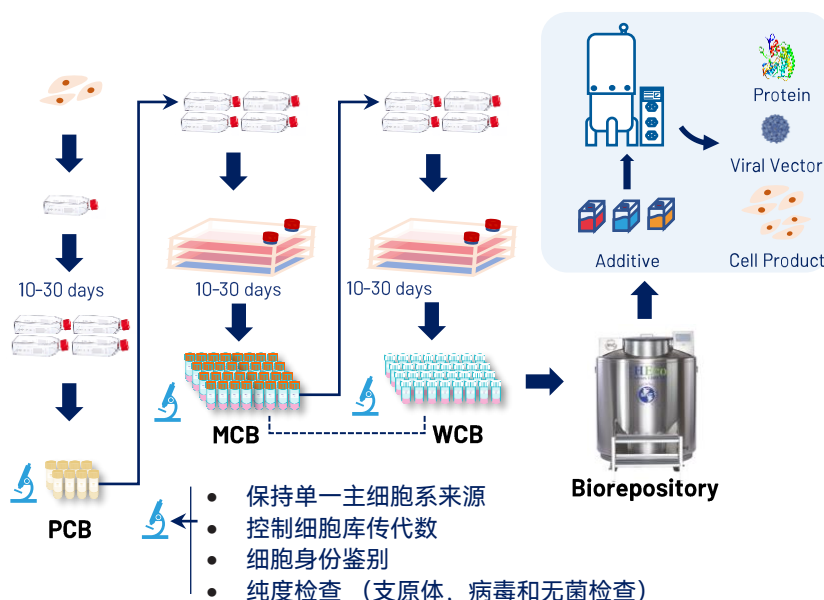 Protein
Viral Vector
Additive
Cell Product
10-30 days
10-30 days
10-30 days
MCB
WCB
HEco
Biorepository
PCB
• 保持单一主细胞系来源
• 控制细胞库传代数
• 细胞身份鉴别
• 纯度检查 （支原体，病毒和无菌检查）